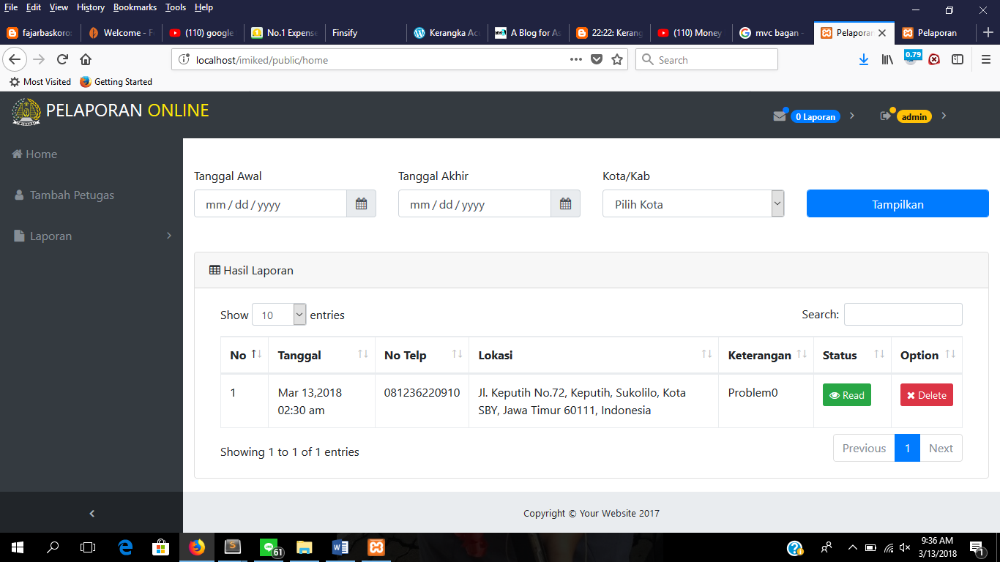 File Edit View History Bookmarks Tools Help
fajarbaskoro Welcome - F (110) google No.1 Expense Finsify Kerangka Ac A Blog for As 22:22: Kerang (110) Money mvc bagan - Pelaporan Pelaporan
localhost/imiked/public/home Search 0.79
Most Visited Getting Started
PELAPORAN ONLINE 0 Laporan admin
Home
Tambah Petugas
Laporan
Tanggal Awal Tanggal Akhir Kota/Kab
mm / dd / yyyy mm / dd / yyyy Pilih Kota Tampilkan
Hasil Laporan
Show 10 entries Search:
No Tanggal No Telp Lokasi Keterangan Status Option
1 Mar 13,2018 081236220910 Jl. Keputih No.72, Keputih, Sukolilo, Kota Problem0 Read Delete
02:30 am SBY, Jawa Timur 60111, Indonesia
Showing 1 to 1 of 1 entries Previous 1 Next
Copyright © Your Website 2017
61 9:36 AM
3/13/2018 1